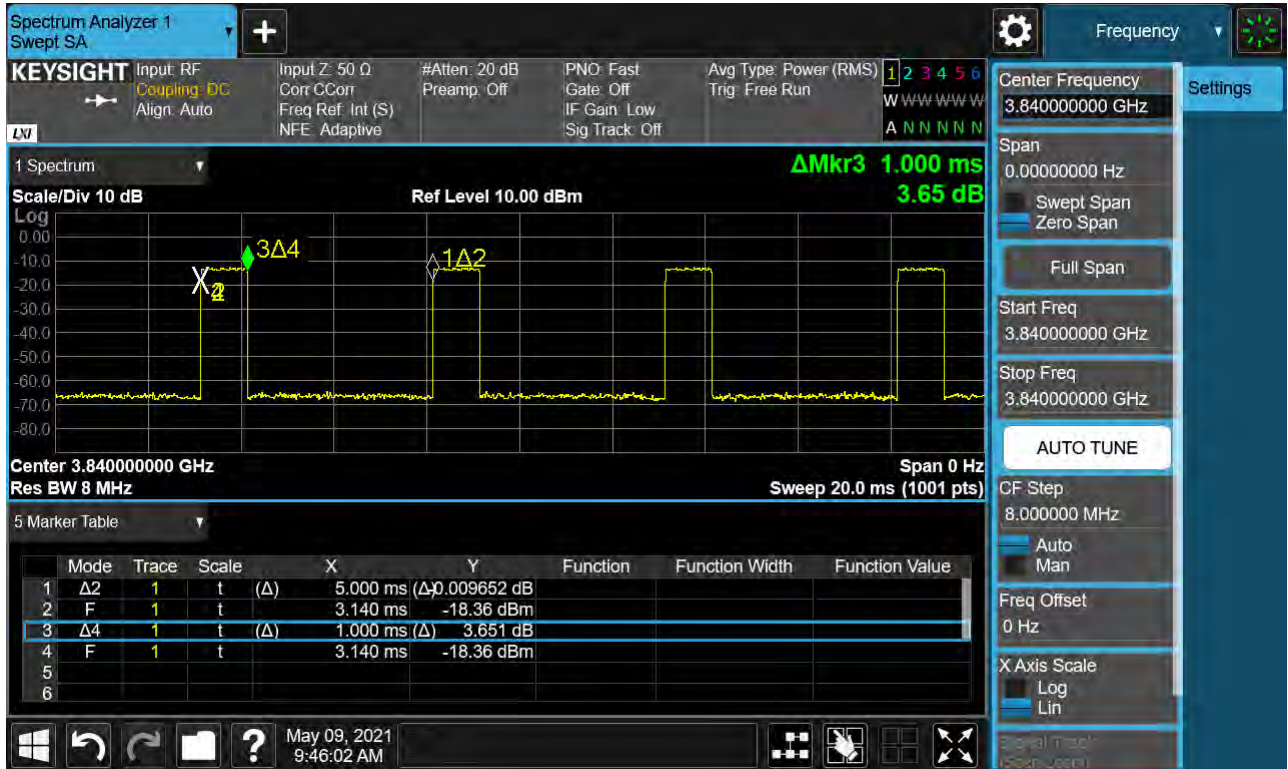 Spectrum Analyzer 1
Swept SA
Frequency
KEYSIGHT
LXI
Input: RF
Coupling: DC
Align: Auto
Input Z: 50 Ω
Corr CCorr
Freq Ref: Int (S)
NFE: Adaptive
#Atten: 20 dB
Preamp: Off
PNO: Fast
Gate: Off
IF Gain: Low
Sig Track: Off
Avg Type: Power (RMS)
Trig: Free Run
1 2 3 4 5 6
W W W W W W
A N N N N N
1 Spectrum
ΔMkr3 1.000 ms
3.65 dB
Scale/Div 10 dB
Ref Level 10.00 dBm
Log
0.00
-10.0
-20.0
-30.0
-40.0
-50.0
-60.0
-70.0
-80.0
3Δ4
1Δ2
Center 3.840000000 GHz
Span 0 Hz
Res BW 8 MHz
Sweep 20.0 ms (1001 pts)
5 Marker Table
Mode Trace Scale X Y Function Function Width Function Value
1 Δ2 1 t (Δ) 5.000 ms (Δ) -0.009652 dB
2 F 1 t 3.140 ms -18.36 dBm
3 Δ4 1 t (Δ) 1.000 ms (Δ) 3.651 dB
4 F 1 t 3.140 ms -18.36 dBm
5
6
?
May 09, 2021
9:46:02 AM
Center Frequency
3.840000000 GHz
Settings
Span
0.00000000 Hz
Swept Span
Zero Span
Full Span
Start Freq
3.840000000 GHz
Stop Freq
3.840000000 GHz
AUTO TUNE
CF Step
8.000000 MHz
Auto
Man
Freq Offset
0 Hz
X Axis Scale
Log
Lin